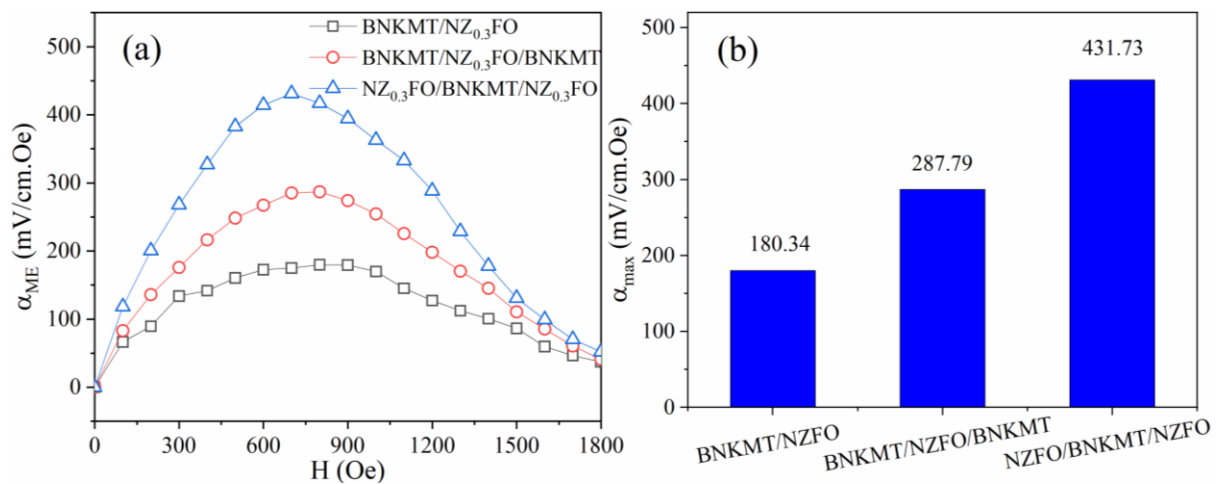 (a)
BNKMT/NZ₀.₃FO
BNKMT/NZ₀.₃FO/BNKMT
NZ₀.₃FO/BNKMT/NZ₀.₃FO
500
400
300
200
100
0
α_ME (mV/cm.Oe)
0 300 600 900 1200 1500 1800
H (Oe)
(b)
431.73
287.79
180.34
500
400
300
200
100
0
α_max (mV/cm.Oe)
BNKMT/NZFO
BNKMT/NZFO/BNKMT
NZFO/BNKMT/NZFO